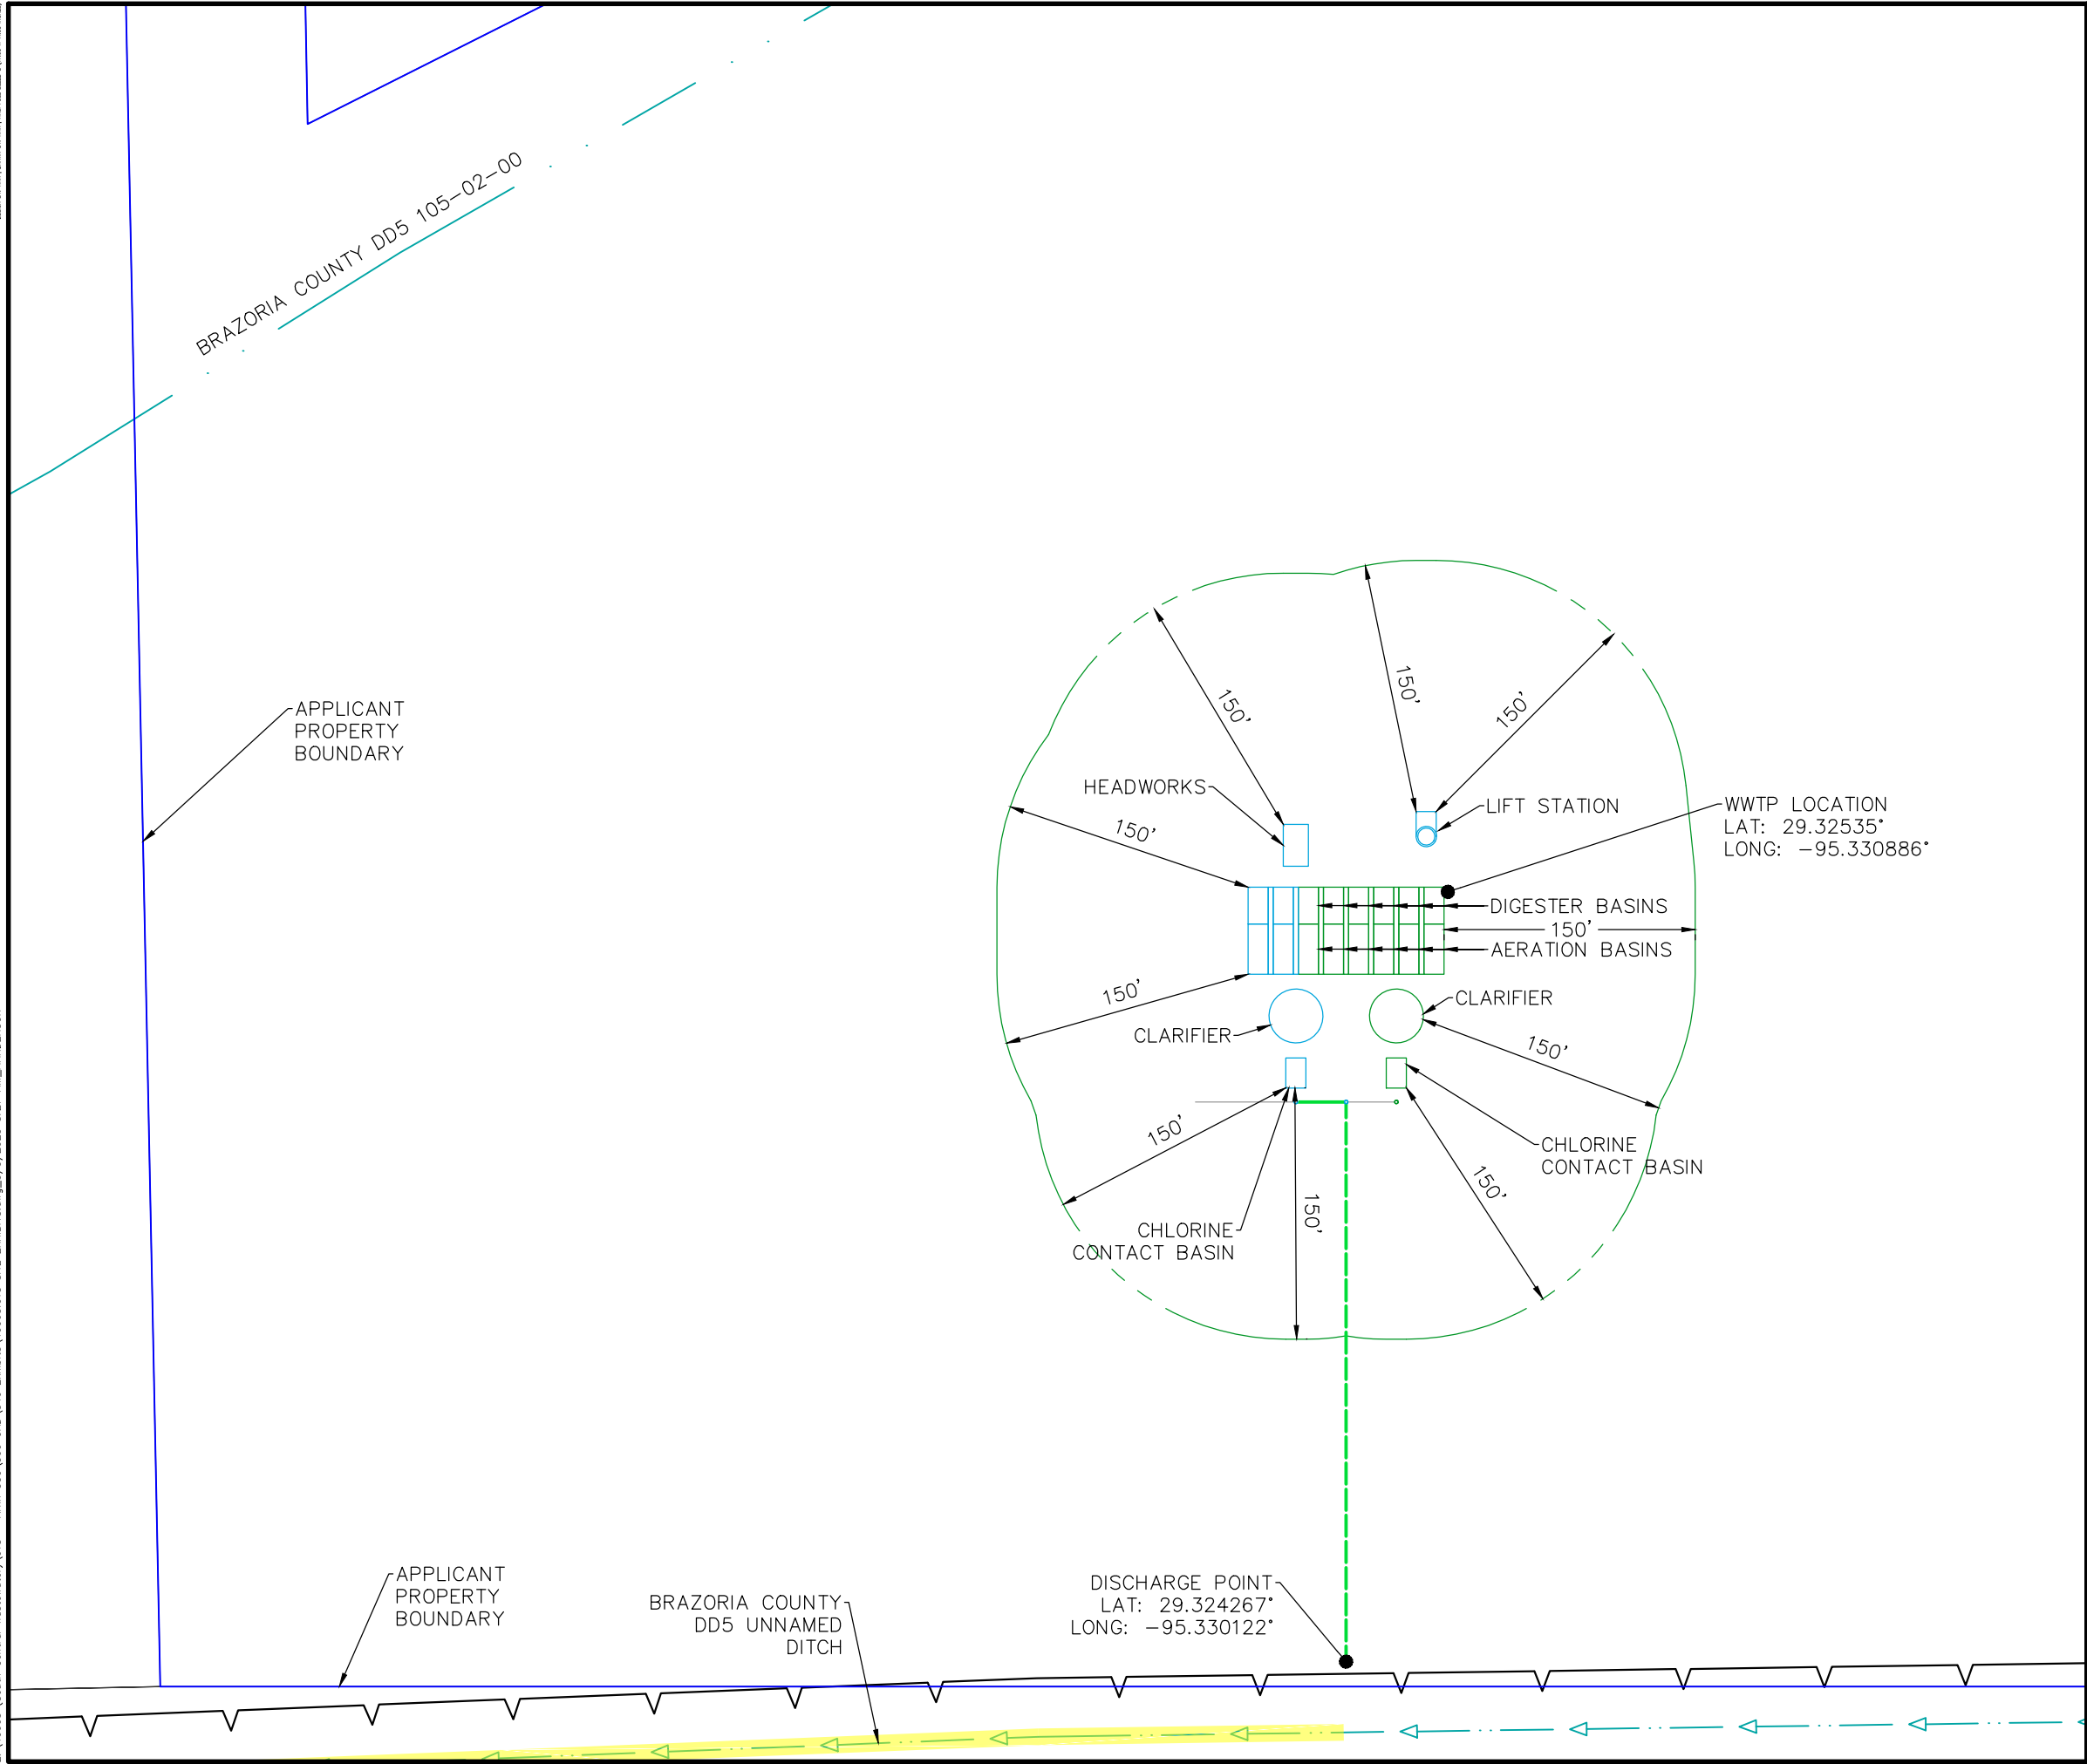 BRAZORIA COUNTY DD5 105-02-00
APPLICANT
PROPERTY
BOUNDARY
150'
150'
150'
HEADWORKS
LIFT STATION
WWTP LOCATION
LAT: 29.32535°
LONG: -95.330886°
150'
DIGESTER BASINS
150'
AERATION BASINS
150'
CLARIFIER
CLARIFIER
150'
150'
CHLORINE
CONTACT BASIN
150'
150'
CHLORINE
CONTACT BASIN
APPLICANT
PROPERTY
BOUNDARY
BRAZORIA COUNTY
DD5 UNNAMED
DITCH
DISCHARGE POINT
LAT: 29.324267°
LONG: -95.330122°